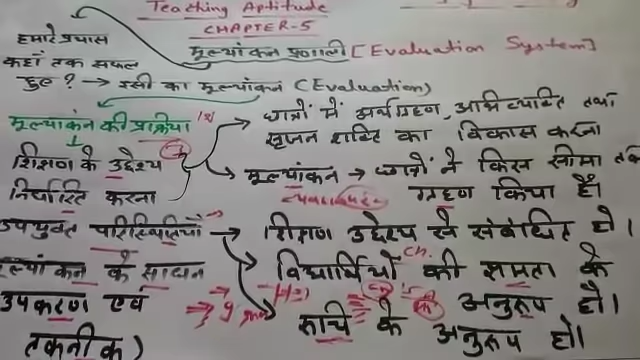 Teaching Aptitude
CHAPTER-5
मूल्यांकन प्रणाली [Evaluation System]
हमारे प्रयास
कहाँ तक सफल
हुए ? → इसी का मूल्यांकन (Evaluation)
मूल्यांकन की प्रक्रिया
छात्रों में अर्थग्रहण, अभिव्यक्ति तथा
सृजन शक्ति का विकास करना
शिक्षण के उद्देश्य
निर्धारित करना
मूल्यांकन → छात्रों ने किस सीमा तक
ग्रहण किया है।
उपयुक्त परिस्थितियाँ → शिक्षण उद्देश्य से संबंधित हो।
विद्यार्थियों की क्षमता के
अनुरूप हो।
रुचि के अनुरूप हो।
मूल्यांकन के साधन
उपकरण एवं
तकनीक)